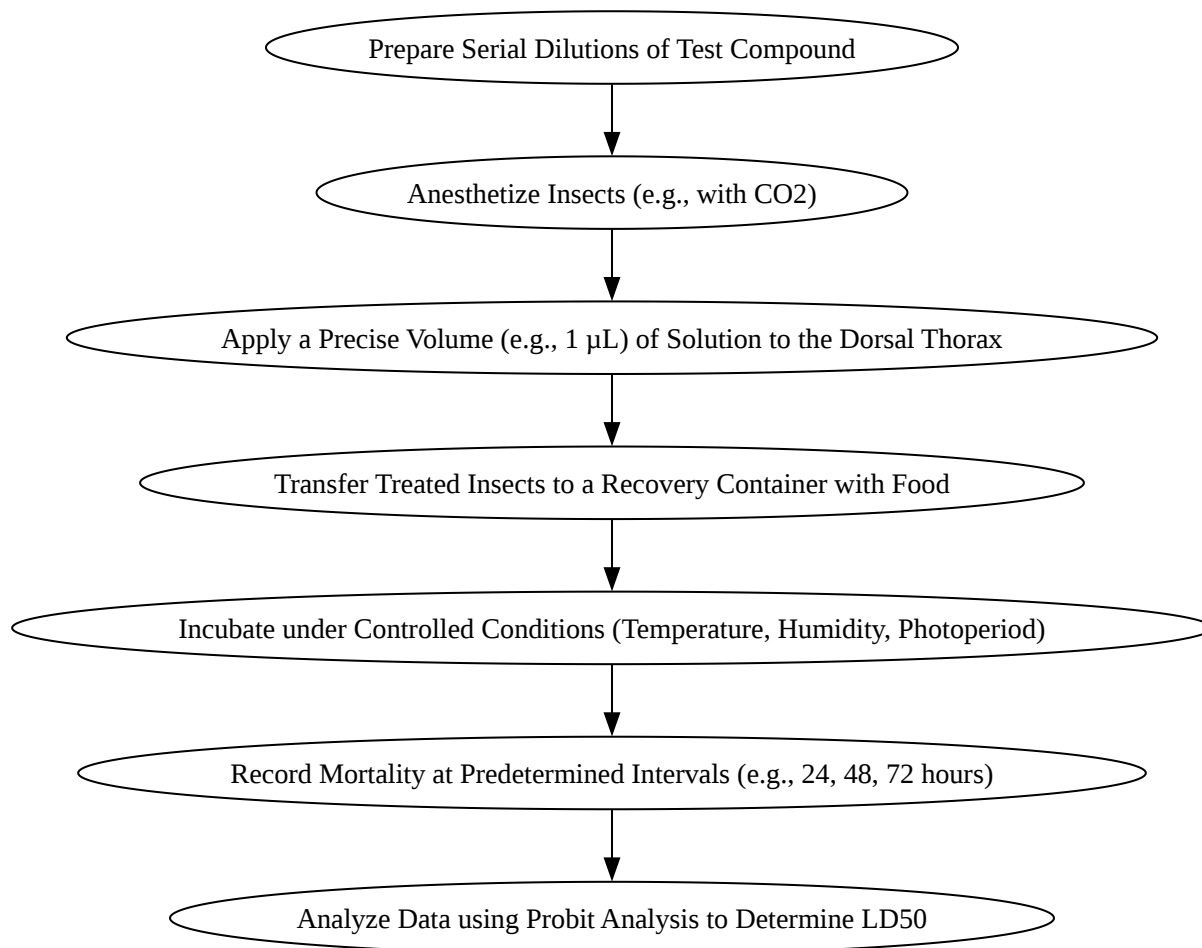 Prepare Serial Dilutions of Test Compound
Anesthetize Insects (e.g., with CO2)
Apply a Precise Volume (e.g., 1 µL) of Solution to the Dorsal Thorax
Transfer Treated Insects to a Recovery Container with Food
Incubate under Controlled Conditions (Temperature, Humidity, Photoperiod)
Record Mortality at Predetermined Intervals (e.g., 24, 48, 72 hours)
Analyze Data using Probit Analysis to Determine LD50